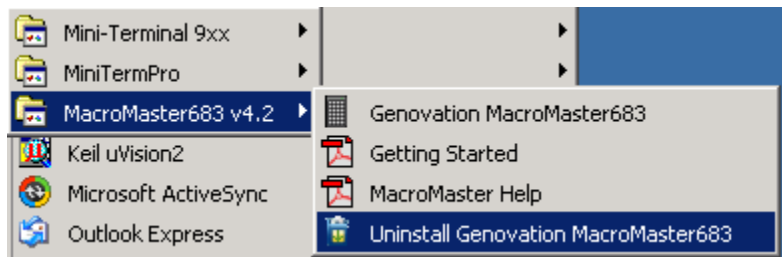 Mini-Terminal 9xx
MiniTermPro
MacroMaster683 v4.2
Keil uVision2
Microsoft ActiveSync
Outlook Express
Genovation MacroMaster683
Getting Started
MacroMaster Help
Uninstall Genovation MacroMaster683